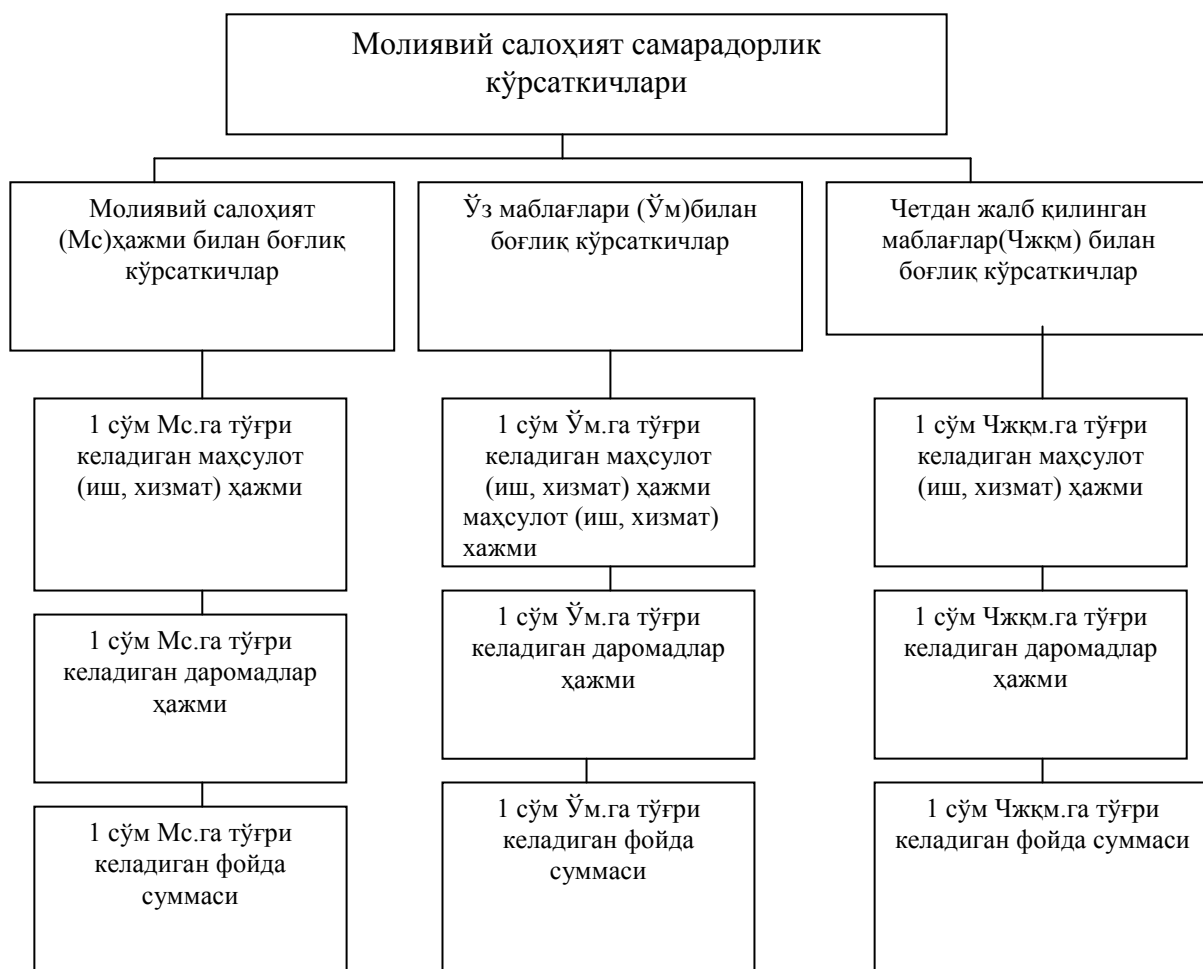 Молиявий салоҳият самарадорлик
кўрсаткичлари
Молиявий салоҳият
(Мс)ҳажми билан боғлиқ
кўрсаткичлар
Ўз маблағлари (Ўм)билан
боғлиқ кўрсаткичлар
Четдан жалб қилинган
маблағлар(Чжқм) билан
боғлиқ кўрсаткичлар
1 сўм Мс.га тўғри
келадиган маҳсулот
(иш, хизмат) ҳажми
1 сўм Ўм.га тўғри
келадиган маҳсулот
(иш, хизмат) ҳажми
маҳсулот (иш, хизмат)
хажми
1 сўм Чжқм.га тўғри
келадиган маҳсулот
(иш, хизмат) ҳажми
1 сўм Мс.га тўғри
келадиган даромадлар
ҳажми
1 сўм Ўм.га тўғри
келадиган даромадлар
ҳажми
1 сўм Чжқм.га тўғри
келадиган даромадлар
ҳажми
1 сўм Мс.га тўғри
келадиган фойда
суммаси
1 сўм Ўм.га тўғри
келадиган фойда
суммаси
1 сўм Чжқм.га тўғри
келадиган фойда суммаси